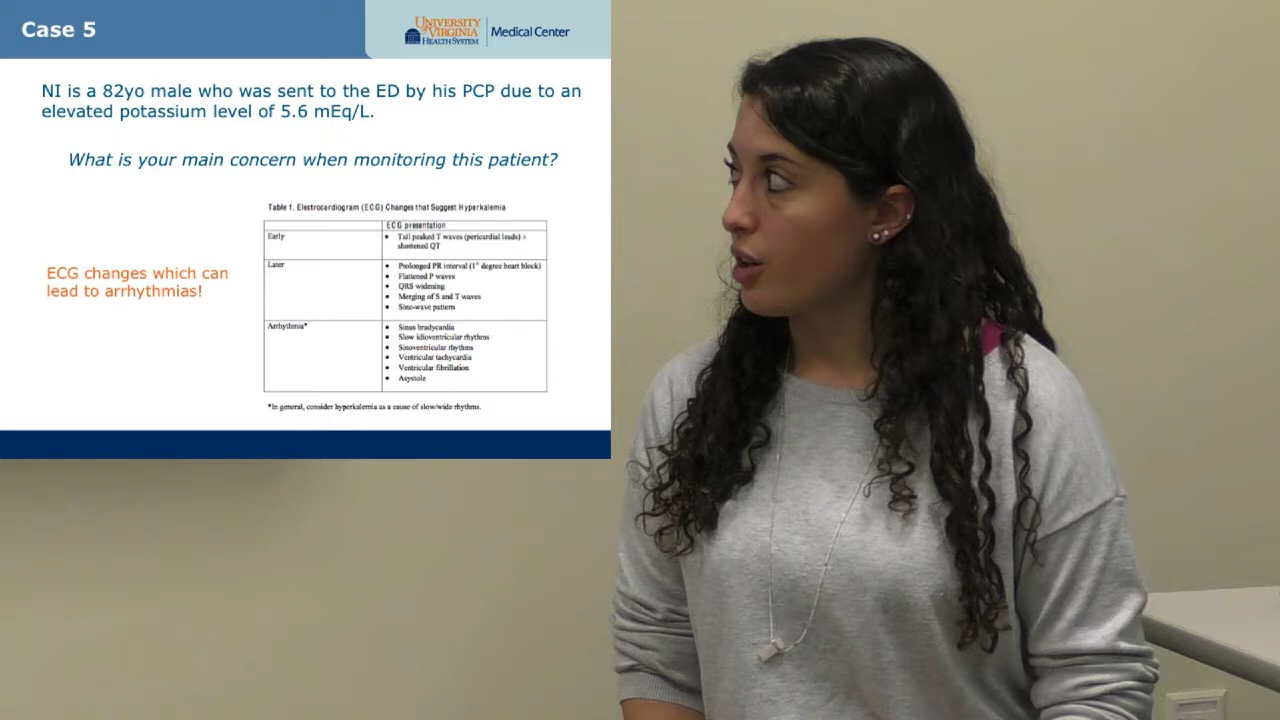 Case 5
UNIVERSITY
of VIRGINIA
HEALTH SYSTEM
Medical Center
NI is a 82yo male who was sent to the ED by his PCP due to an
elevated potassium level of 5.6 mEq/L.
What is your main concern when monitoring this patient?
Table 1. Electrocardiogram (ECG) Changes that Suggest Hyperkalemia
ECG presentation
Early
• Tall peaked T waves (pericardial leads) ±
shortened QT
Later
• Prolonged PR interval (1st degree heart block)
• Flattened P waves
• QRS widening
• Merging of S and T waves
• Sine-wave pattern
Arrhythmia*
• Sinus bradycardia
• Slow idioventricular rhythms
• Sinoventricular rhythms
• Ventricular tachycardia
• Ventricular fibrillation
• Asystole
*In general, consider hyperkalemia as a cause of slow/wide rhythms.
ECG changes which can
lead to arrhythmias!